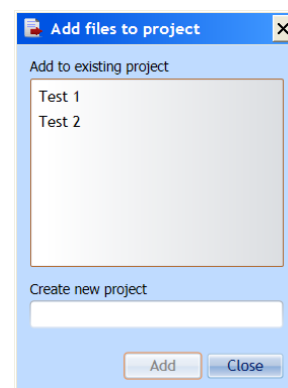 Add files to project
Add to existing project
Test 1
Test 2
Create new project
Add Close